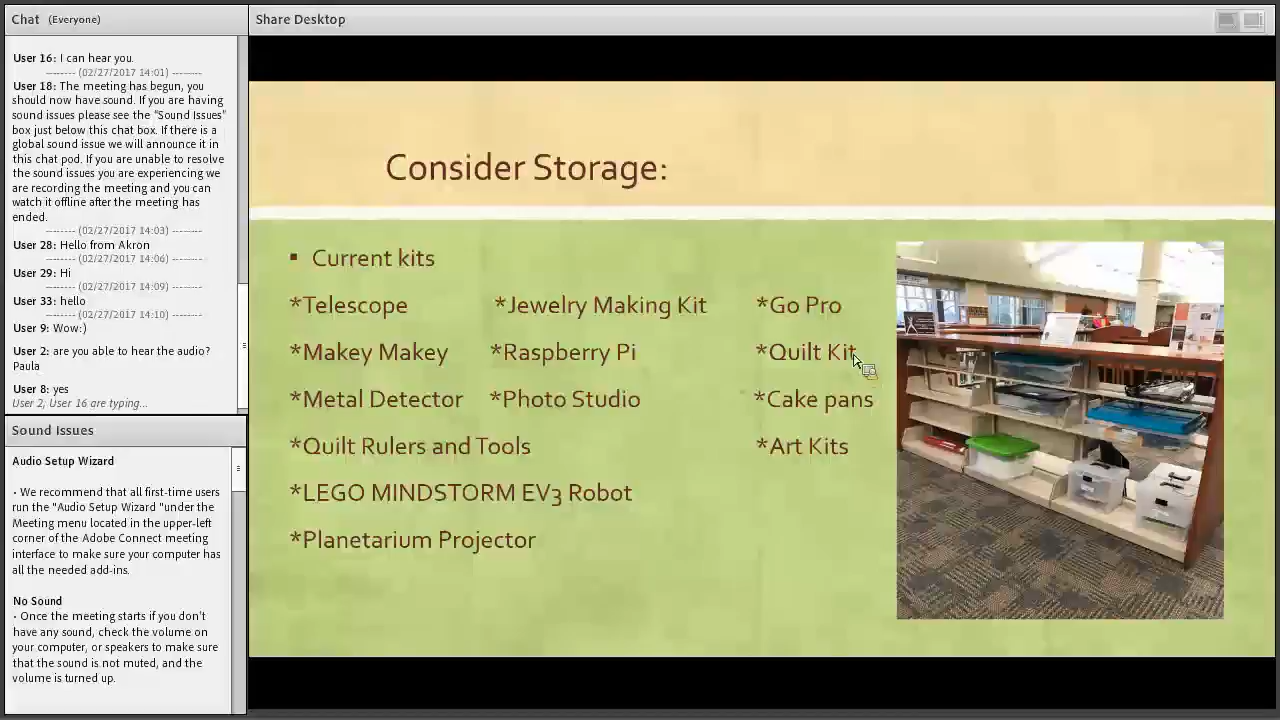 Chat (Everyone)
User 16: I can hear you.
-------- (02/27/2017 14:01) --------
User 18: The meeting has begun, you
should now have sound. If you are having
sound issues please see the "Sound Issues"
box just below this chat box. If there is a
global sound issue we will announce it in
this chat pod. If you are unable to resolve
the sound issues you are experiencing we
are recording the meeting and you can
watch it offline after the meeting has
ended.
-------- (02/27/2017 14:03) --------
User 28: Hello from Akron
-------- (02/27/2017 14:06) --------
User 29: Hi
-------- (02/27/2017 14:09) --------
User 33: hello
-------- (02/27/2017 14:10) --------
User 9: Wow:)
User 2: are you able to hear the audio?
Paula
User 8: yes
User 2, User 16 are typing...
Sound Issues
Audio Setup Wizard
• We recommend that all first-time users
run the "Audio Setup Wizard "under the
Meeting menu located in the upper-left
corner of the Adobe Connect meeting
interface to make sure your computer has
all the needed add-ins.
No Sound
• Once the meeting starts if you don't
have any sound, check the volume on
your computer, or speakers to make sure
that the sound is not muted, and the
volume is turned up.
Share Desktop
Consider Storage:
▪ Current kits
*Telescope *Jewelry Making Kit *Go Pro
*Makey Makey *Raspberry Pi *Quilt Kit
*Metal Detector *Photo Studio *Cake pans
*Quilt Rulers and Tools *Art Kits
*LEGO MINDSTORM EV3 Robot
*Planetarium Projector